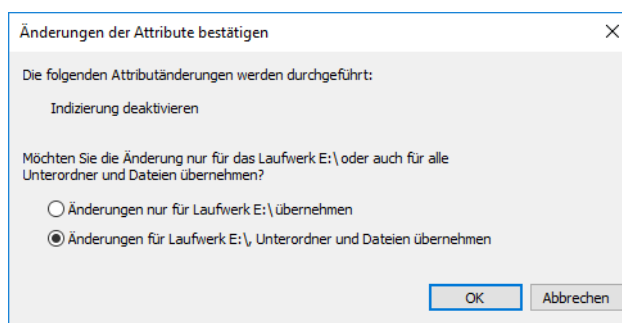 Änderungen der Attribute bestätigen
Die folgenden Attributänderungen werden durchgeführt:
Indizierung deaktivieren
Möchten Sie die Änderung nur für das Laufwerk E:\ oder auch für alle
Unterordner und Dateien übernehmen?
Änderungen nur für Laufwerk E:\ übernehmen
Änderungen für Laufwerk E:\, Unterordner und Dateien übernehmen
OK Abbrechen